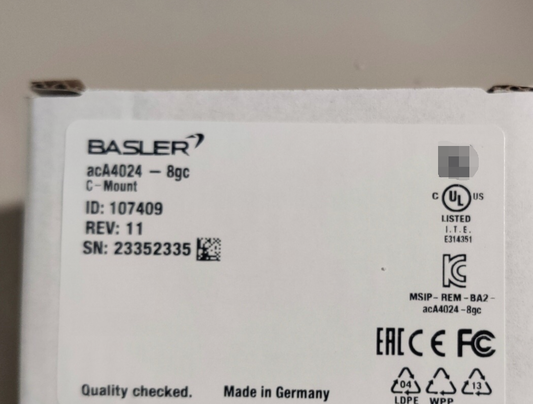 BASLER
acA4024 - 8gc
C-Mount
ID: 107409
REV: 11
SN: 23352335
Quality checked.
Made in Germany
C UL US
LISTED
I.T.E.
E314351
MSIP-REM-BA2-
acA4024-8gc
EAC CE FC
04 13
LDPE WPP